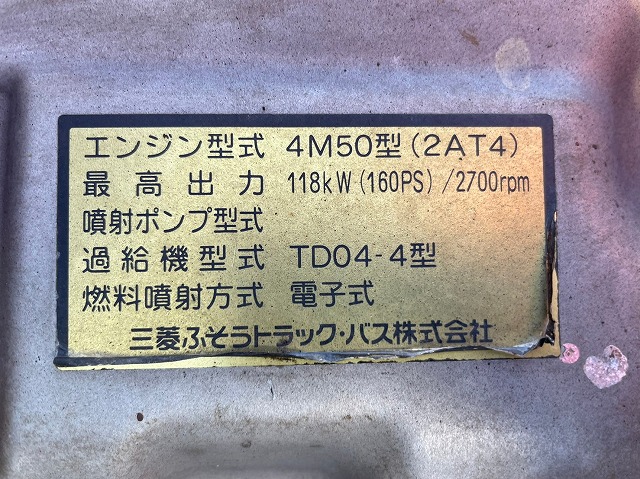 エンジン型式 4M50型(2AT4)
最高出力 118kW(160PS)/2700rpm
噴射ポンプ型式
過給機型式 TD04-4型
燃料噴射方式 電子式
三菱ふそうトラック・バス株式会社